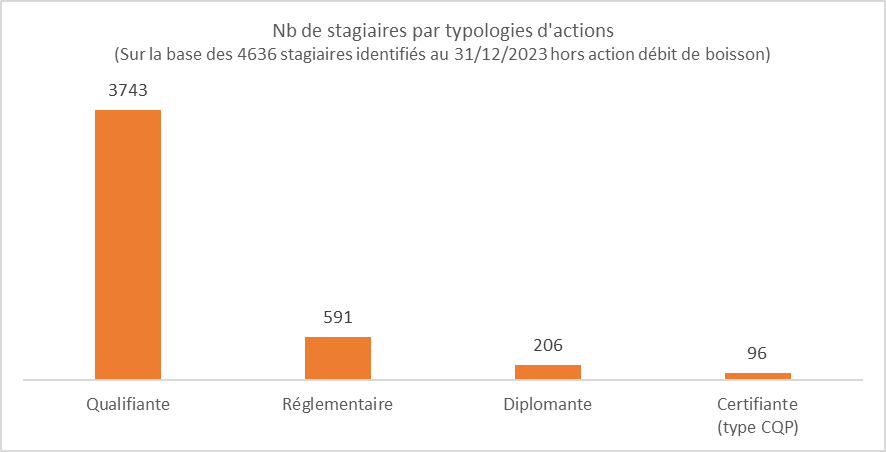 Nb de stagiaires par typologies d'actions
(Sur la base des 4636 stagiaires identifiés au 31/12/2023 hors action débit de boisson)
3743
591
206
96
Qualifiante
Réglementaire
Diplomante
Certifiante
(type CQP)